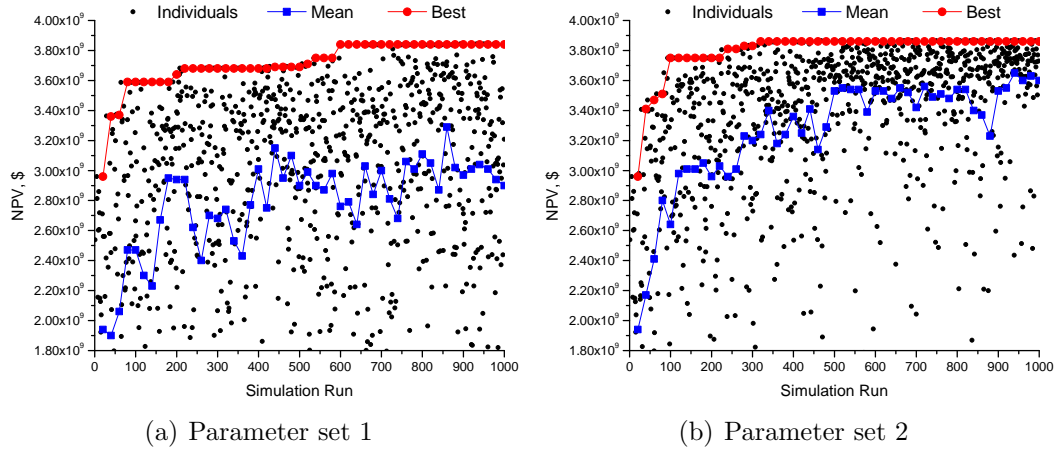 Individuals Mean Best
4.00x10⁹
3.80x10⁹
3.60x10⁹
3.40x10⁹
3.20x10⁹
3.00x10⁹
2.80x10⁹
2.60x10⁹
2.40x10⁹
2.20x10⁹
2.00x10⁹
1.80x10⁹
NPV, $
0 100 200 300 400 500 600 700 800 900 1000
Simulation Run
(a) Parameter set 1
Individuals Mean Best
4.00x10⁹
3.80x10⁹
3.60x10⁹
3.40x10⁹
3.20x10⁹
3.00x10⁹
2.80x10⁹
2.60x10⁹
2.40x10⁹
2.20x10⁹
2.00x10⁹
1.80x10⁹
NPV, $
0 100 200 300 400 500 600 700 800 900 1000
Simulation Run
(b) Parameter set 2